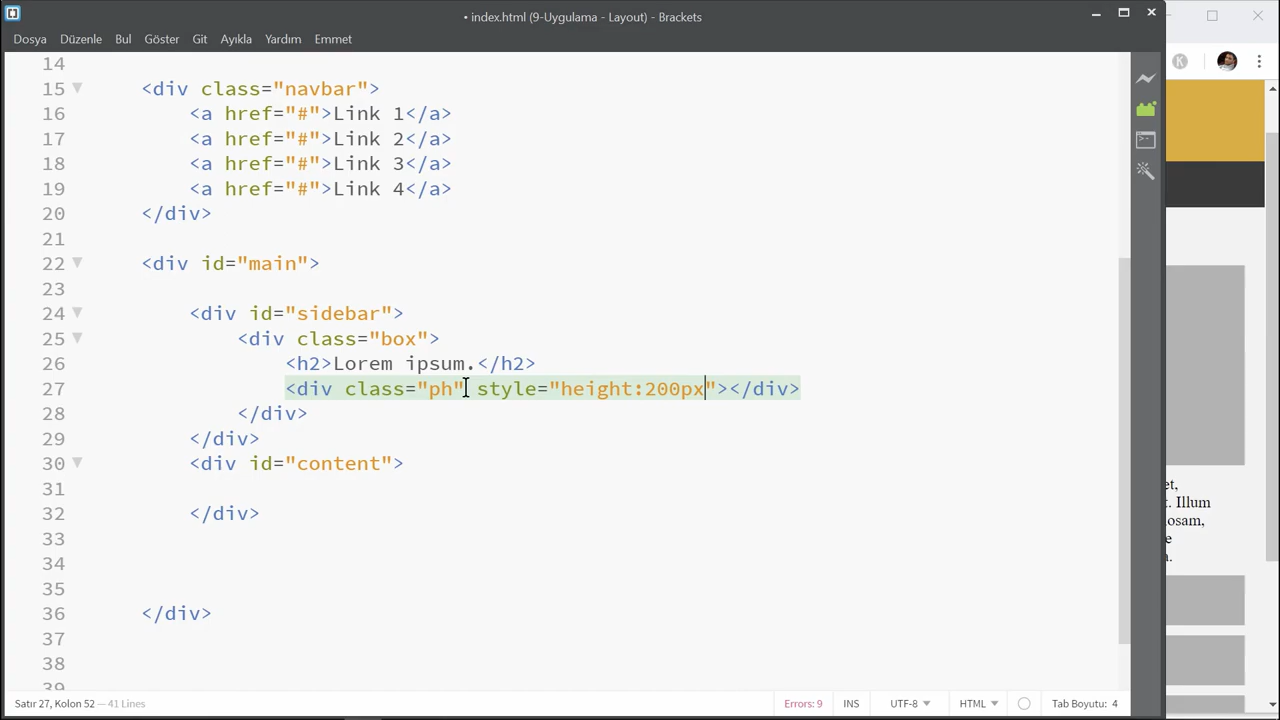 • index.html (9-Uygulama - Layout) - Brackets
Dosya Düzenle Bul Göster Git Ayıkla Yardım Emmet
14
15 <div class="navbar">
16 <a href="#">Link 1</a>
17 <a href="#">Link 2</a>
18 <a href="#">Link 3</a>
19 <a href="#">Link 4</a>
20 </div>
21
22 <div id="main">
23
24 <div id="sidebar">
25 <div class="box">
26 <h2>Lorem ipsum.</h2>
27 <div class="ph" style="height:200px"></div>
28 </div>
29 </div>
30 <div id="content">
31
32 </div>
33
34
35
36 </div>
37
38
39
K
et,
t. Illum
osam,
e
n.
Satır 27, Kolon 52 — 41 Lines Errors: 9 INS UTF-8 HTML Tab Boyutu: 4